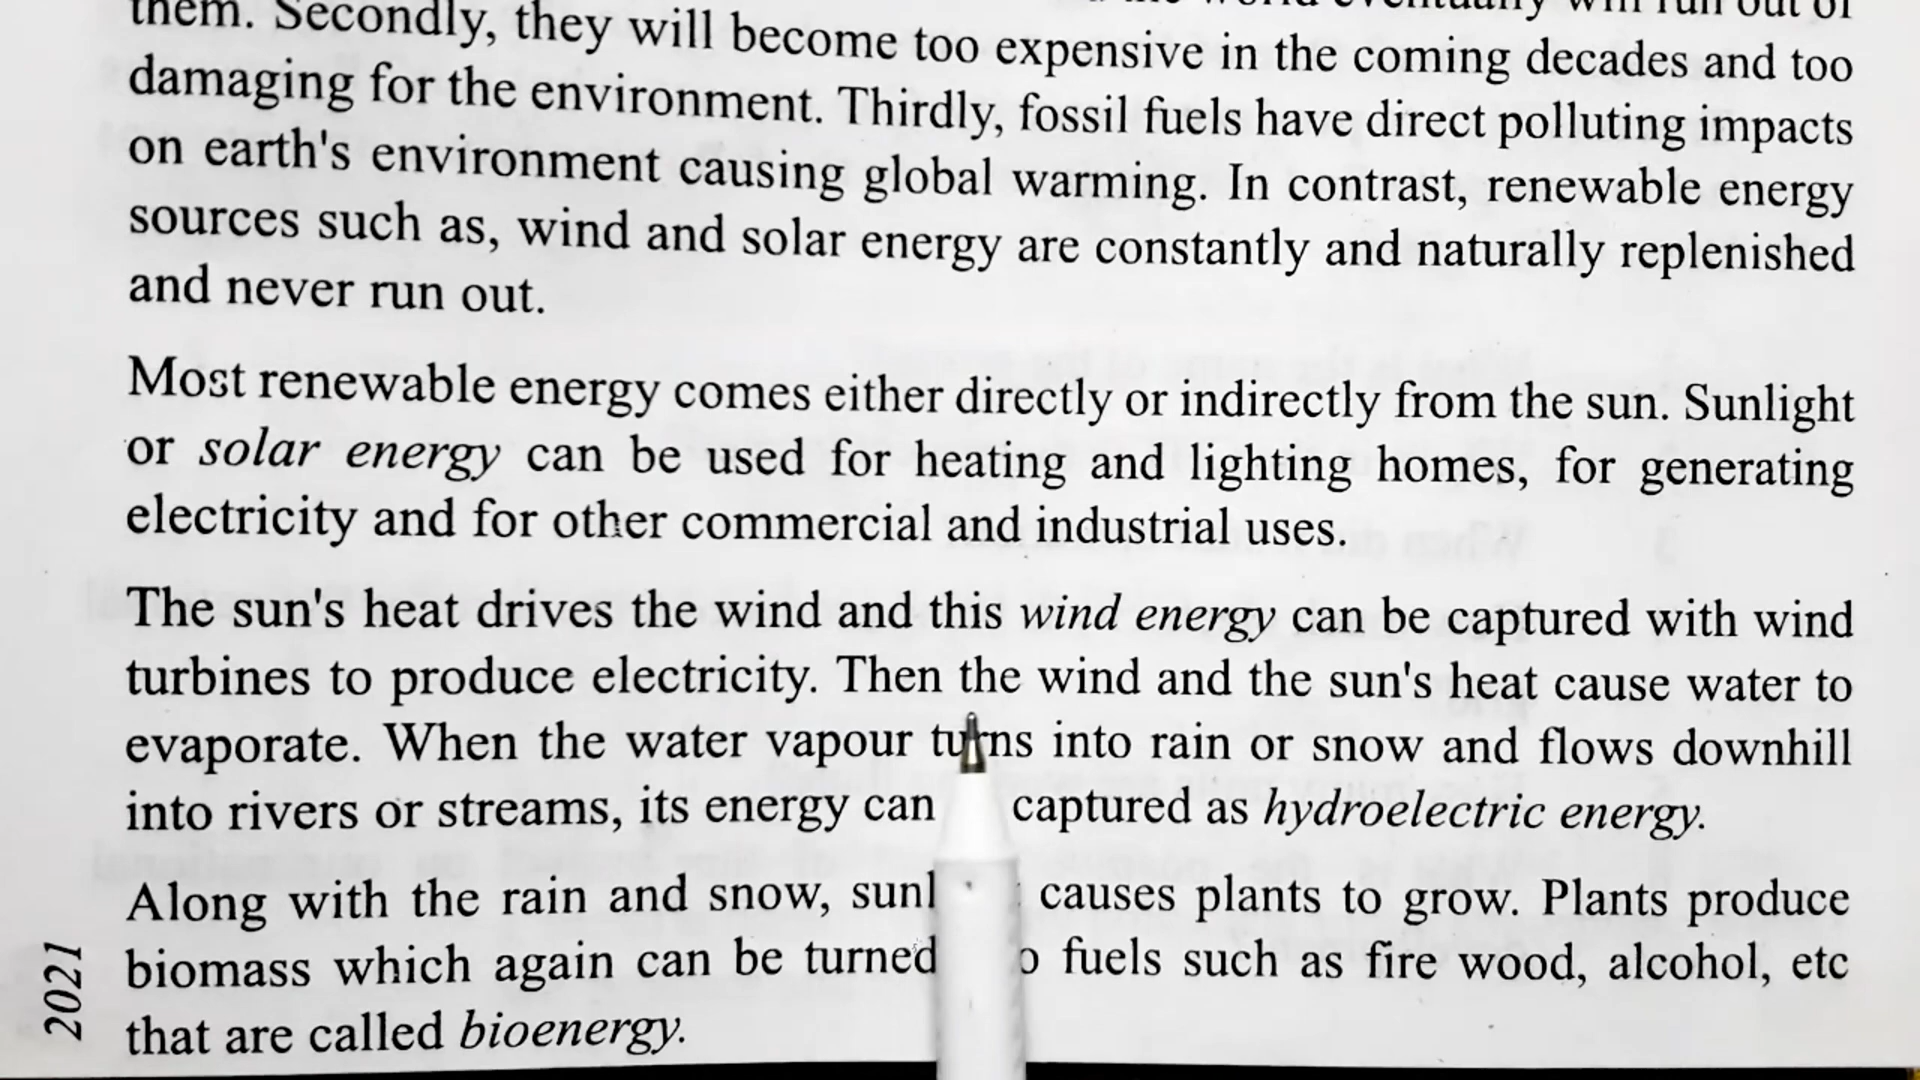 them. Secondly, they will become too expensive in the coming decades and too
damaging for the environment. Thirdly, fossil fuels have direct polluting impacts
on earth's environment causing global warming. In contrast, renewable energy
sources such as, wind and solar energy are constantly and naturally replenished
and never run out.
Most renewable energy comes either directly or indirectly from the sun. Sunlight
or solar energy can be used for heating and lighting homes, for generating
electricity and for other commercial and industrial uses.
The sun's heat drives the wind and this wind energy can be captured with wind
turbines to produce electricity. Then the wind and the sun's heat cause water to
evaporate. When the water vapour turns into rain or snow and flows downhill
into rivers or streams, its energy can captured as hydroelectric energy.
Along with the rain and snow, causes plants to grow. Plants produce
biomass which again can be turned fuels such as fire wood, alcohol, etc
that are called bioenergy.
2021